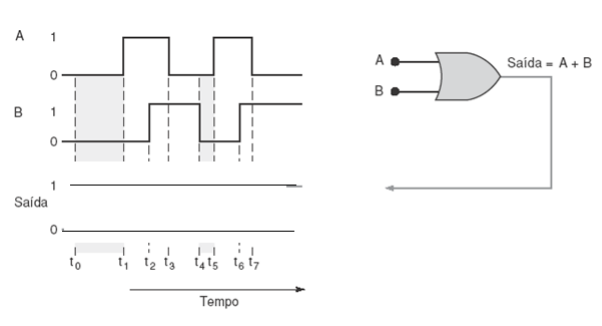 A 1
0
B 1
0
1
Saída
0
t0 t1 t2 t3 t4 t5 t6 t7
Tempo
A
B
Saída = A + B